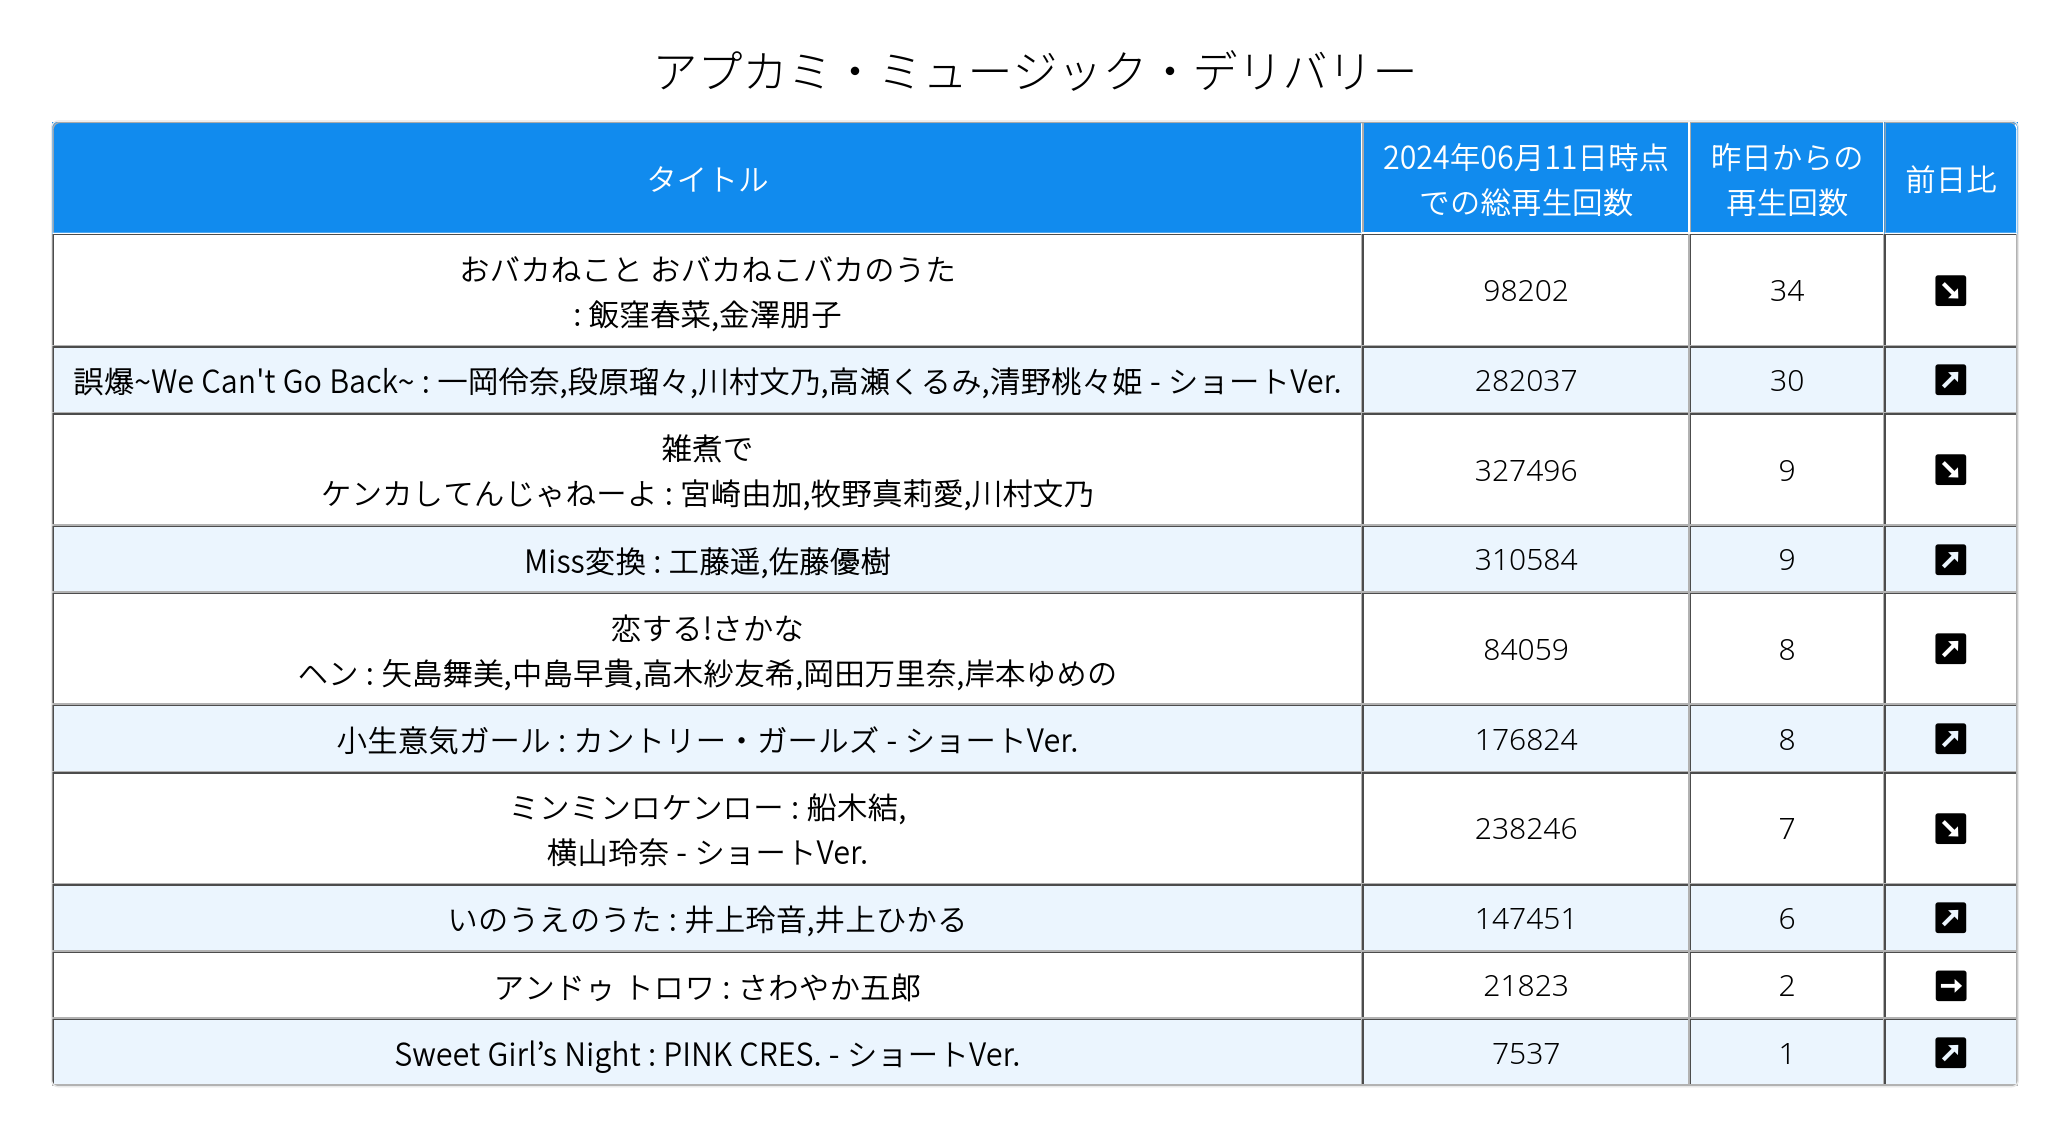 アプカミ・ミュージック・デリバリー
タイトル
2024年06月11日時点
での総再生回数
昨日からの
再生回数
前日比
おバカねこと おバカねこバカのうた
: 飯窪春菜,金澤朋子
98202
34
誤爆~We Can't Go Back~ : 一岡伶奈,段原瑠々,川村文乃,高瀬くるみ,清野桃々姫 - ショートVer.
282037
30
雑煮で
ケンカしてんじゃねーよ : 宮崎由加,牧野真莉愛,川村文乃
327496
9
Miss変換 : 工藤遥,佐藤優樹
310584
9
恋する!さかな
ヘン : 矢島舞美,中島早貴,高木紗友希,岡田万里奈,岸本ゆめの
84059
8
小生意気ガール : カントリー・ガールズ - ショートVer.
176824
8
ミンミンロケンロー : 船木結,
横山玲奈 - ショートVer.
238246
7
いのうえのうた : 井上玲音,井上ひかる
147451
6
アンドゥ トロワ : さわやか五郎
21823
2
Sweet Girl’s Night : PINK CRES. - ショートVer.
7537
1